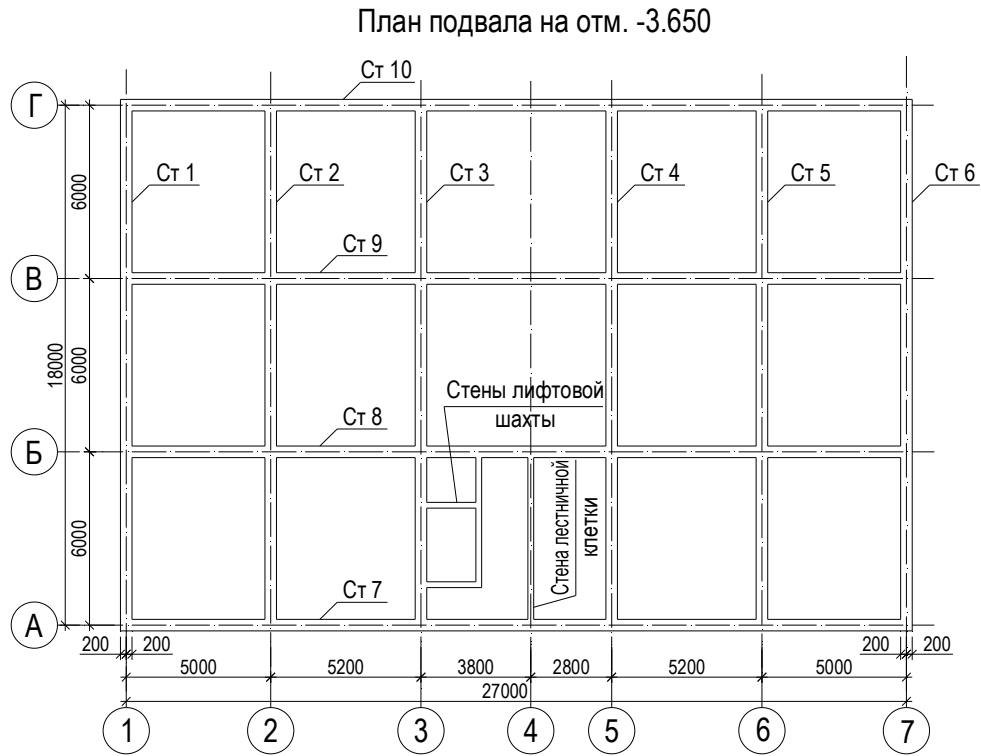 План подвала на отм. -3.650
Ст 10
Г
Ст 1
Ст 2
Ст 3
Ст 4
Ст 5
Ст 6
6000
Ст 9
В
18000
6000
Стены лифтовой
шахты
Ст 8
Б
Стена лестничной
клетки
6000
Ст 7
А
200
200
200
200
5000
5200
3800
2800
5200
5000
27000
1
2
3
4
5
6
7